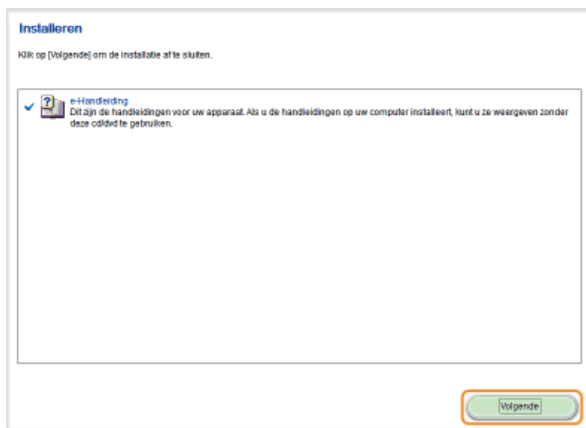 Installeren
Klik op [Volgende] om de installatie af te sluiten.
e-Handleiding
Dit zijn de handleidingen voor uw apparaat. Als u de handleidingen op uw computer installeert, kunt u ze weergeven zonder
deze cd/dvd te gebruiken.
Volgende